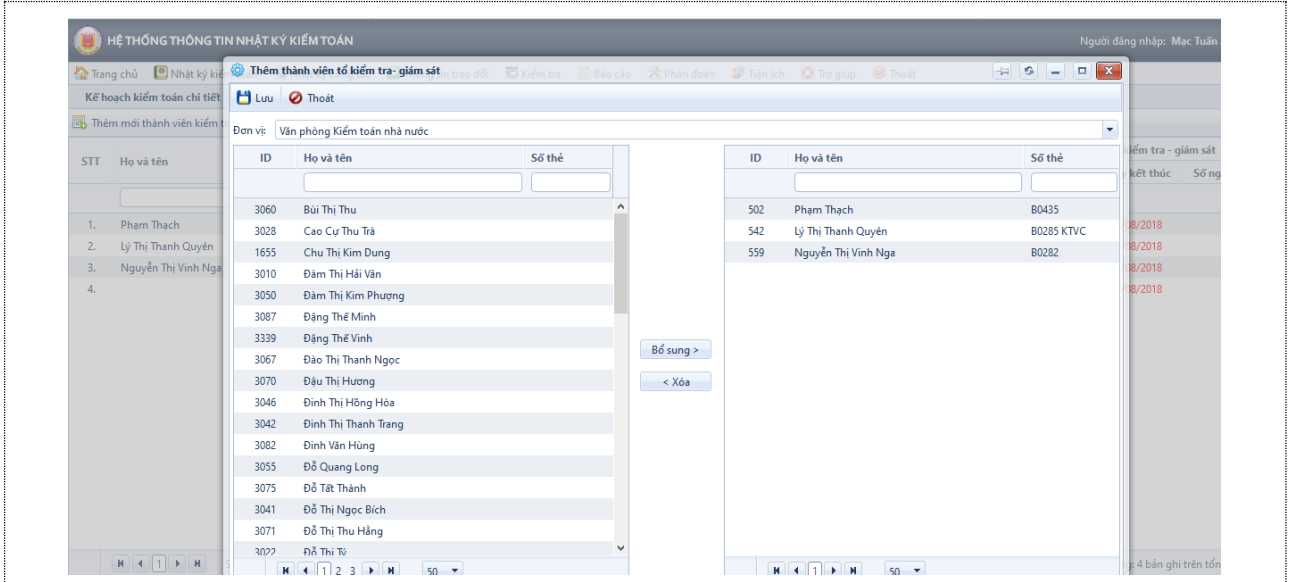 HỆ THỐNG THÔNG TIN NHẬT KÝ KIỂM TOÁN
Người đăng nhập: Mạc Tuấn
Trang chủ Nhật ký kiể
trao đổi Kiểm tra Báo cáo Phân đoàn Tiện ích Trợ giúp Thoát
Thêm thành viên tổ kiểm tra- giám sát
Kế hoạch kiểm toán chi tiết
Lưu Thoát
Thêm mới thành viên kiểm t
Đơn vị: Văn phòng Kiểm toán nhà nước
STT Họ và tên
kiểm tra - giám sát
kết thúc Số ng
ID Họ và tên Số thẻ
3060 Bùi Thị Thu
3028 Cao Cự Thu Trà
1655 Chu Thị Kim Dung
3010 Đàm Thị Hải Vân
3050 Đàm Thị Kim Phượng
3087 Đặng Thế Minh
3339 Đặng Thế Vinh
3067 Đào Thị Thanh Ngọc
3070 Đậu Thị Hương
3046 Đinh Thị Hồng Hòa
3042 Đinh Thị Thanh Trang
3082 Đinh Văn Hùng
3055 Đỗ Quang Long
3075 Đỗ Tất Thành
3041 Đỗ Thị Ngọc Bích
3071 Đỗ Thị Thu Hằng
3022 Đỗ Thị Tý
1 2 3 50
Bổ sung >
< Xóa
ID Họ và tên Số thẻ
502 Phạm Thạch B0435
542 Lý Thị Thanh Quyên B0285 KTVC
559 Nguyễn Thị Vinh Nga B0282
1 50
1. Phạm Thạch
08/2018
2. Lý Thị Thanh Quyên
08/2018
3. Nguyễn Thị Vinh Nga
08/2018
4.
08/2018
1
: 4 bản ghi trên tổn